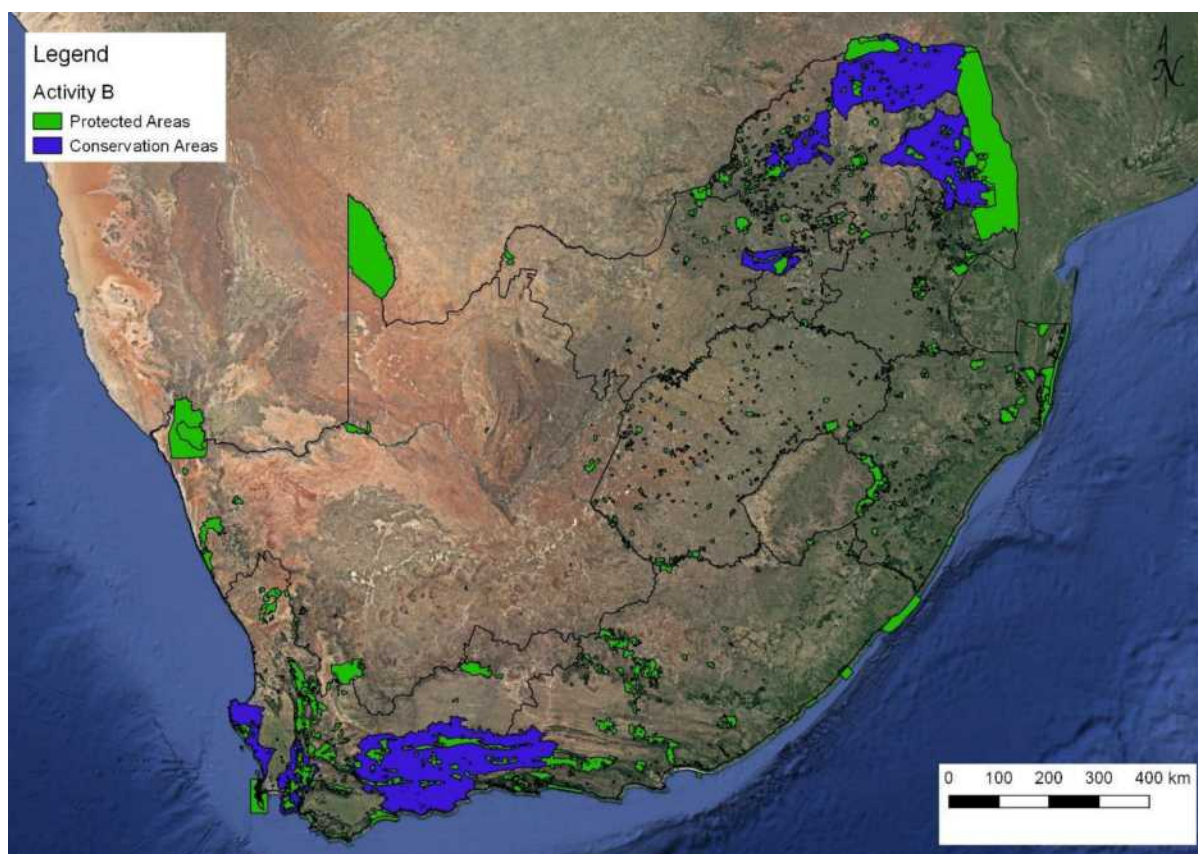 Legend
Activity B
Protected Areas
Conservation Areas
N
0 100 200 300 400 km